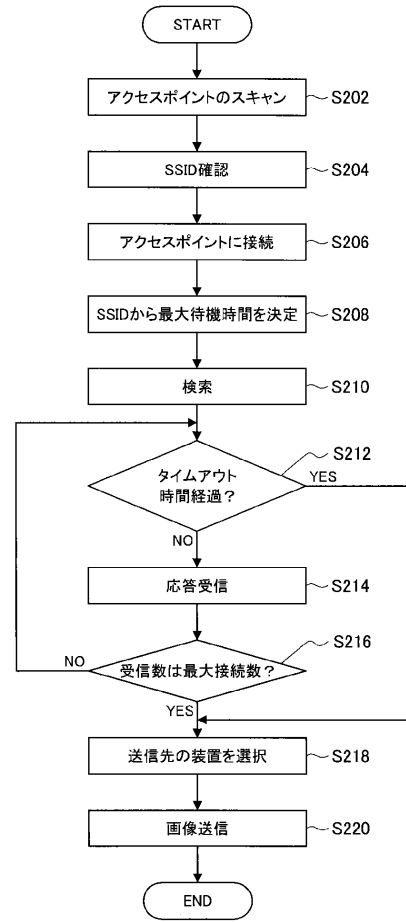 START
アクセスポイントのスキャン
S202
SSID確認
S204
アクセスポイントに接続
S206
SSIDから最大待機時間を決定
S208
検索
S210
S212
タイムアウト
時間経過?
YES
NO
応答受信
S214
S216
受信数は最大接続数?
NO
YES
送信先の装置を選択
S218
画像送信
S220
END